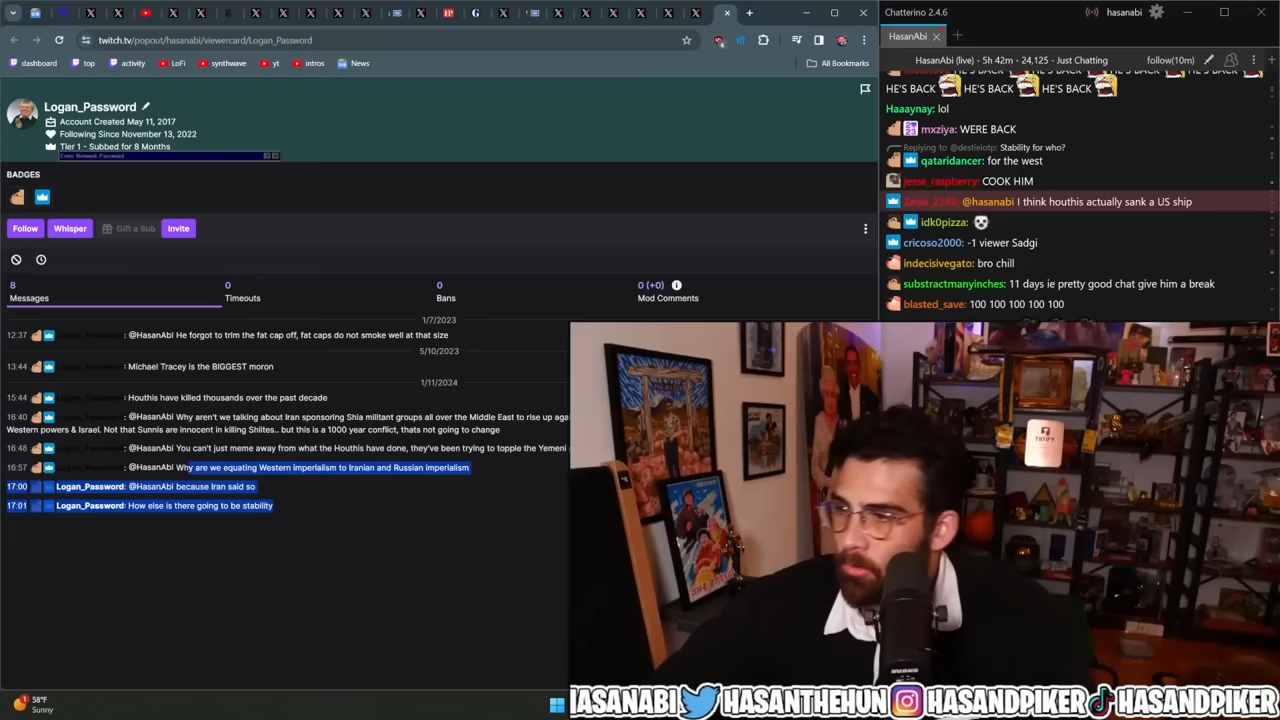 Chatterino 2.4.6
hasanabi
twitch.tv/popout/hasanabi/viewercard/Logan_Password
HasanAbi
dashboard
top
activity
LoFi
synthwave
yt
intros
News
All Bookmarks
HasanAbi (live) - 5h 42m - 24,125 - Just Chatting
follow(10m)
HE'S BACK HE'S BACK HE'S BACK
Haaaynay: lol
mxziya: WERE BACK
Replying to @destielotp: Stability for who?
qataridancer: for the west
jesse_raspberry: COOK HIM
@hasanabi I think houthis actually sank a US ship
idk0pizza:
cricoso2000: -1 viewer Sadgi
indecisivegato: bro chill
substractmanyinches: 11 days ie pretty good chat give him a break
blasted_save: 100 100 100 100 100
Logan_Password
Account Created May 11, 2017
Following Since November 13, 2022
Tier 1 - Subbed for 8 Months
Enter Network Password
BADGES
Follow
Whisper
Gift a Sub
Invite
8
Messages
0
Timeouts
0
Bans
0 (+0)
Mod Comments
1/7/2023
12:37 Logan_Password: @HasanAbi He forgot to trim the fat cap off, fat caps do not smoke well at that size
5/10/2023
13:44 Logan_Password: Michael Tracey is the BIGGEST moron
1/11/2024
15:44 Logan_Password: Houthis have killed thousands over the past decade
16:40 Logan_Password: @HasanAbi Why aren't we talking about Iran sponsoring Shia militant groups all over the Middle East to rise up aga
Western powers & Israel. Not that Sunnis are innocent in killing Shiites.. but this is a 1000 year conflict, thats not going to change
16:48 Logan_Password: @HasanAbi You can't just meme away from what the Houthis have done, they've been trying to topple the Yemeni
16:57 Logan_Password: @HasanAbi Why are we equating Western imperialism to Iranian and Russian imperialism
17:00 Logan_Password: @HasanAbi because Iran said so
17:01 Logan_Password: How else is there going to be stability
58°F
Sunny
HASANABI HASANTHEHUN HASANDPIKER HASANDPIKER